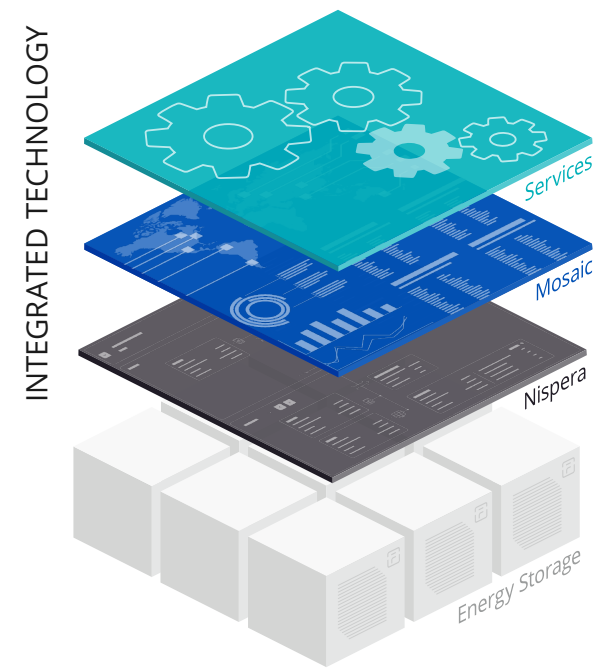 INTEGRATED TECHNOLOGY
Services
Mosaic
Nispera
Energy Storage